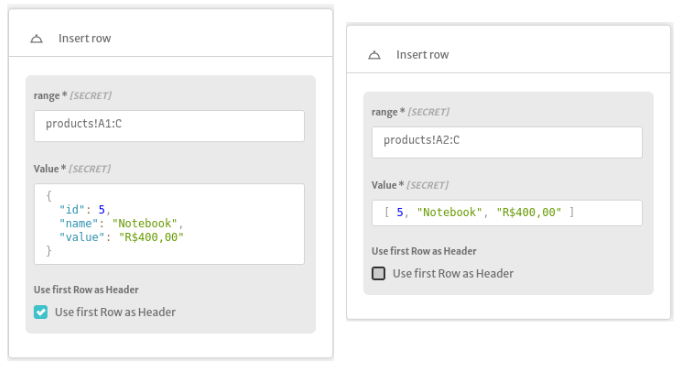 Insert row
range * [SECRET]
products!A1:C
Value * [SECRET]
{
"id": 5,
"name": "Notebook",
"value": "R$400,00"
}
Use first Row as Header
Use first Row as Header
Insert row
range * [SECRET]
products!A2:C
Value * [SECRET]
[ 5, "Notebook", "R$400,00" ]
Use first Row as Header
Use first Row as Header